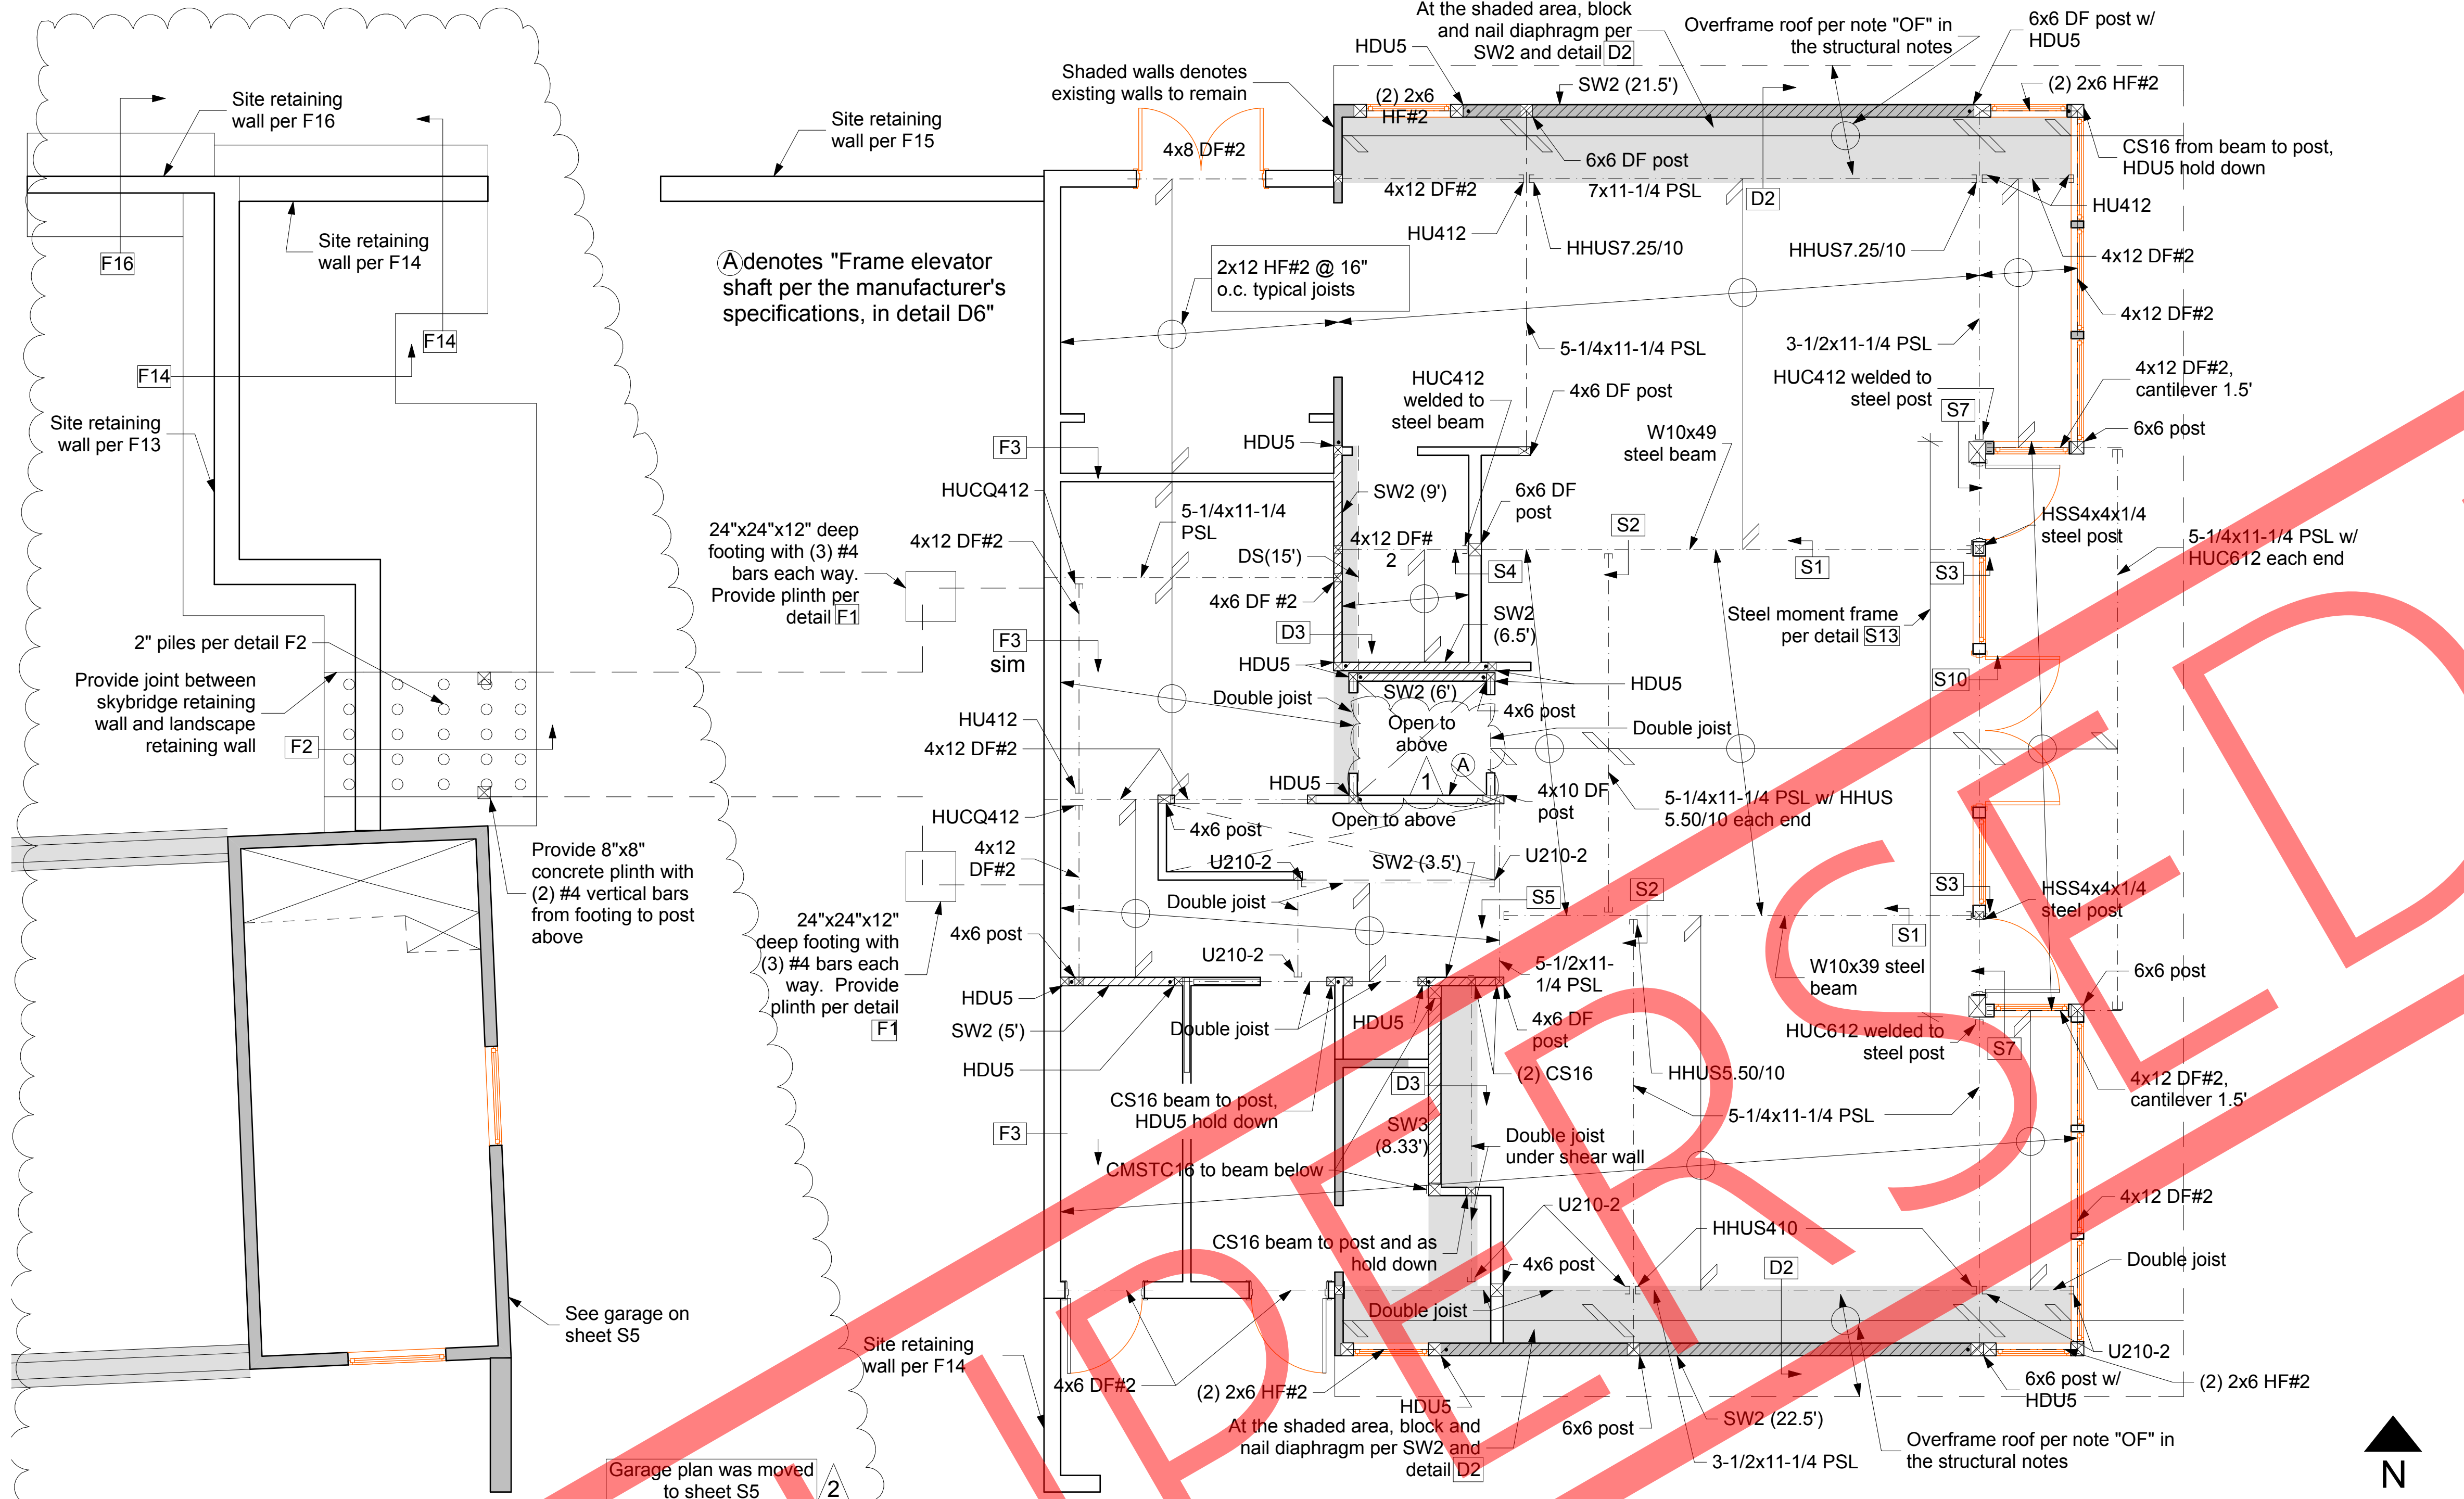 Site retaining
wall per F16
F16
Site retaining
wall per F14
F14
F14
Site retaining
wall per F13
2" piles per detail F2
Provide joint between
skybridge retaining
wall and landscape
retaining wall
F2
Provide 8"x8"
concrete plinth with
(2) #4 vertical bars
from footing to post
above
See garage on
sheet S5
Garage plan was moved
to sheet S5
2
Site retaining
wall per F15
Ⓐdenotes "Frame elevator
shaft per the manufacturer's
specifications, in detail D6"
24"x24"x12" deep
footing with (3) #4
bars each way.
Provide plinth per
detail F1
24"x24"x12"
deep footing with
(3) #4 bars each
way. Provide
plinth per detail
F1
Site retaining
wall per F14
Shaded walls denotes
existing walls to remain
HDU5
At the shaded area, block
and nail diaphragm per
SW2 and detail D2
Overframe roof per note "OF" in
the structural notes
6x6 DF post w/
HDU5
(2) 2x6
HF#2
SW2 (21.5')
(2) 2x6 HF#2
4x8 DF#2
6x6 DF post
CS16 from beam to post,
HDU5 hold down
4x12 DF#2
7x11-1/4 PSL
D2
HU412
HU412
HHUS7.25/10
HHUS7.25/10
4x12 DF#2
2x12 HF#2 @ 16"
o.c. typical joists
4x12 DF#2
5-1/4x11-1/4 PSL
3-1/2x11-1/4 PSL
HUC412
welded to
steel beam
4x6 DF post
HUC412 welded to
steel post
4x12 DF#2,
cantilever 1.5'
S7
F3
HDU5
W10x49
steel beam
6x6 post
HUCQ412
SW2 (9')
6x6 DF
post
5-1/4x11-1/4
PSL
4x12 DF#2
4x12 DF#
2
S2
HSS4x4x1/4
steel post
5-1/4x11-1/4 PSL w/
HUC612 each end
DS(15')
S4
S1
S3
4x6 DF #2
SW2
(6.5')
Steel moment frame
per detail S13
F3
sim
D3
HDU5
HDU5
S10
Double joist
SW2 (6')
4x6 post
HU412
Open to
above
Double joist
4x12 DF#2
A
1
HDU5
4x10 DF
post
5-1/4x11-1/4 PSL w/ HHUS
5.50/10 each end
HUCQ412
4x6 post
Open to above
4x12
DF#2
U210-2
SW2 (3.5')
U210-2
Double joist
S5
S2
S3
HSS4x4x1/4
steel post
4x6 post
S1
U210-2
5-1/2x11-
1/4 PSL
W10x39 steel
beam
6x6 post
HDU5
SW2 (5')
Double joist
HDU5
4x6 DF
post
HUC612 welded to
steel post
S7
HDU5
(2) CS16
HHUS5.50/10
4x12 DF#2,
cantilever 1.5'
CS16 beam to post,
HDU5 hold down
D3
5-1/4x11-1/4 PSL
F3
SW3
(8.33')
Double joist
under shear wall
CMSTC16 to beam below
U210-2
4x12 DF#2
HHUS410
CS16 beam to post and as
hold down
4x6 post
D2
Double joist
Double joist
4x6 DF#2
(2) 2x6 HF#2
HDU5
U210-2
6x6 post w/
HDU5
(2) 2x6 HF#2
At the shaded area, block and
nail diaphragm per SW2 and
detail D2
6x6 post
SW2 (22.5')
3-1/2x11-1/4 PSL
Overframe roof per note "OF" in
the structural notes
N
UPERSED